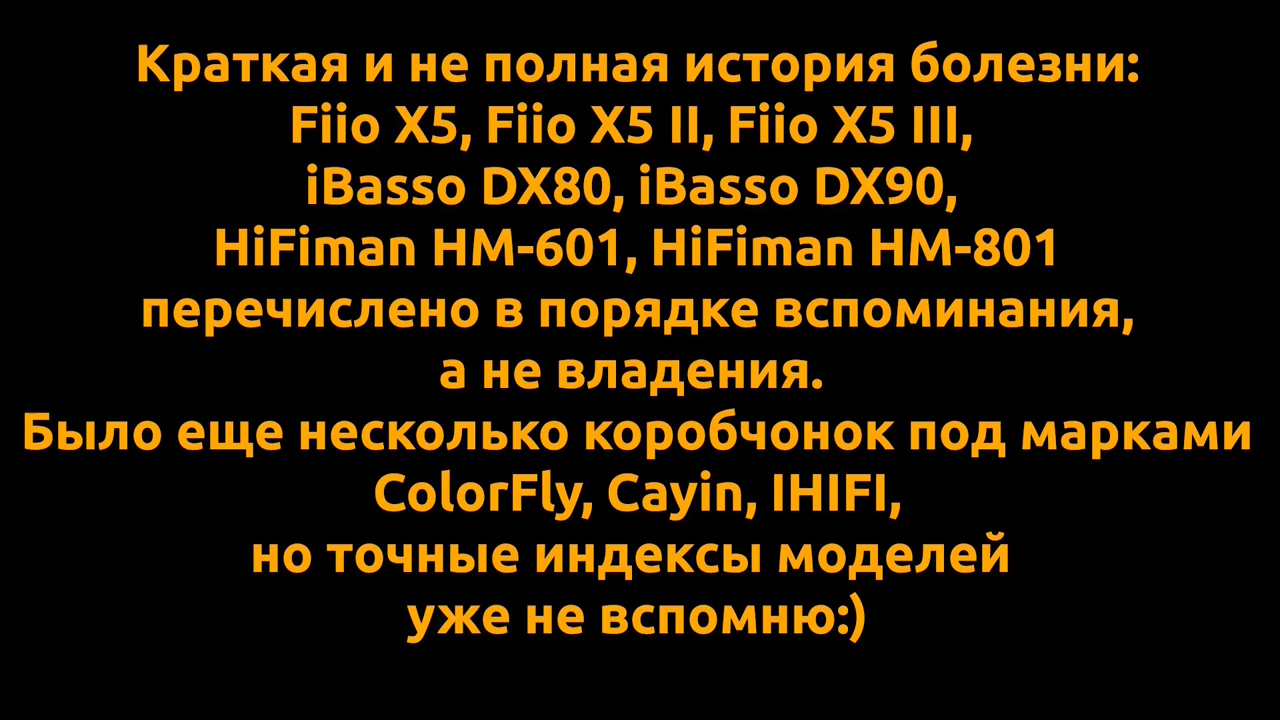 Краткая и не полная история болезни:
Fiio X5, Fiio X5 II, Fiio X5 III,
iBasso DX80, iBasso DX90,
HiFiman HM-601, HiFiman HM-801
перечислено в порядке вспоминания,
а не владения.
Было еще несколько коробчонок под марками
ColorFly, Cayin, IHIFI,
но точные индексы моделей
уже не вспомню:)